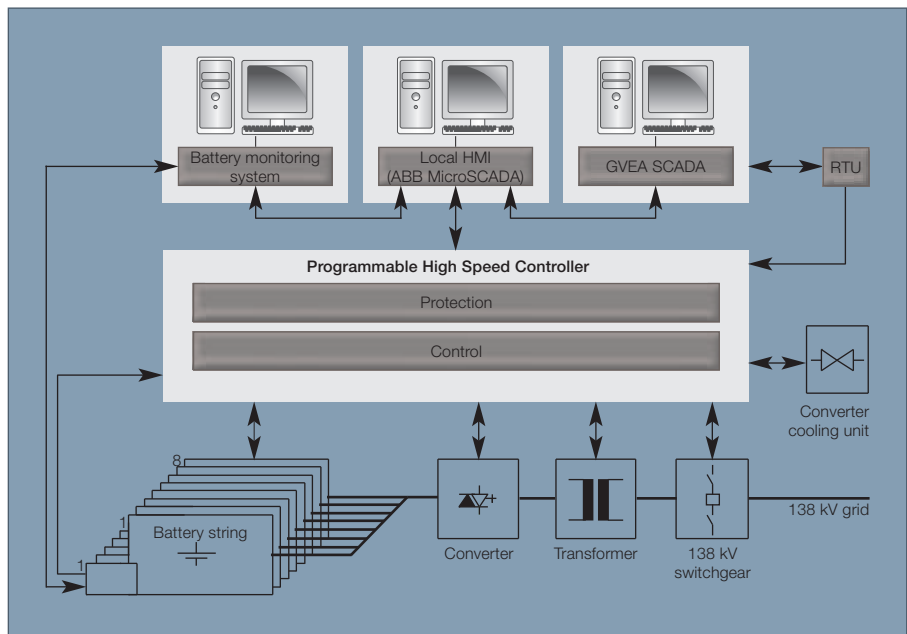 Battery monitoring
system
Local HMI
(ABB MicroSCADA)
GVEA SCADA
RTU
Programmable High Speed Controller
Protection
Control
Converter
cooling unit
8
1
1
Battery string
Converter
Transformer
138 kV
switchgear
138 kV grid